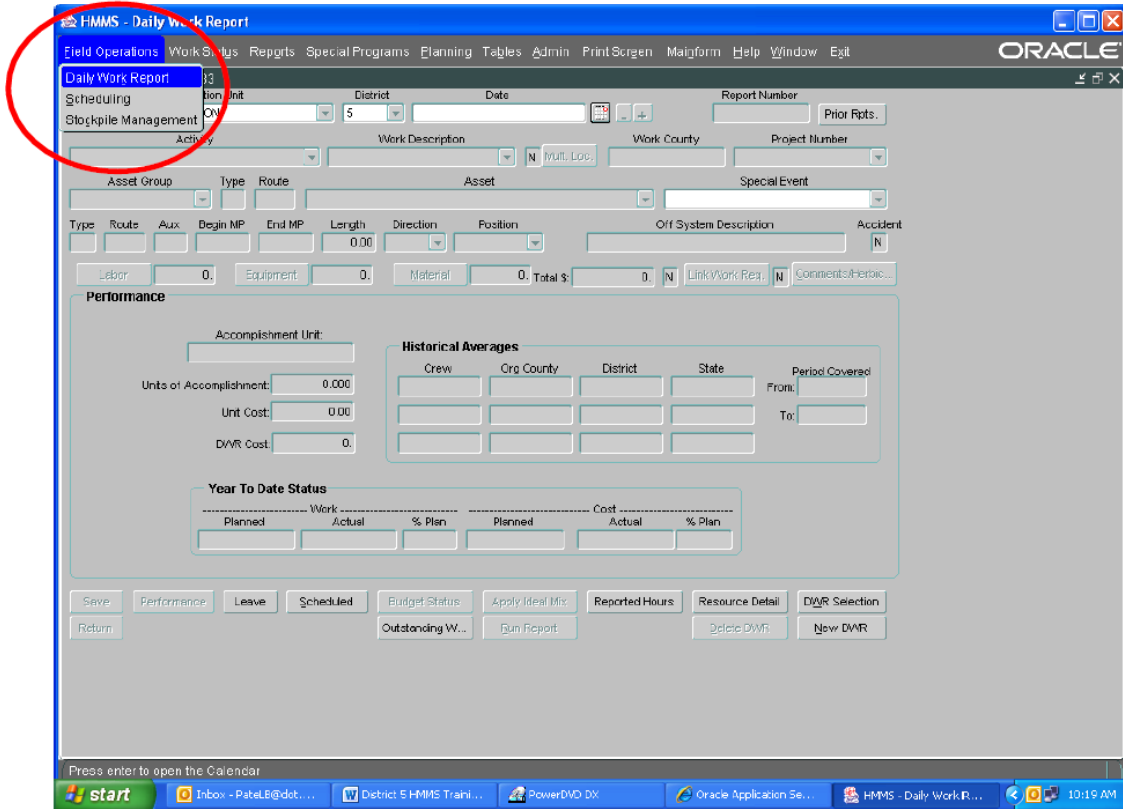 HMMS - Daily Work Report
Field Operations Work Status Reports Special Programs Planning Tables Admin Print Screen Mainform Help Window Exit ORACLE
Daily Work Report
Scheduling
Stockpile Management
District Date Report Number
5 Prior Rpts.
Activity Work Description Work County Project Number
N Mult. Loc.
Asset Group Type Route Asset Special Event
Type Route Aux Begin MP End MP Length Direction Position Off System Description Accident
0.00 N
Labor 0. Equipment 0. Material 0. Total $: 0. N Link Work Req. N Comments/Herbic...
Performance
Accomplishment Unit:
Historical Averages
Crew Org County District State Period Covered
Units of Accomplishment: 0.000 From:
Unit Cost: 0.00 To:
DWR Cost: 0.
Year To Date Status
Work Cost
Planned Actual % Plan Planned Actual % Plan
Save Performance Leave Scheduled Budget Status Apply Ideal Mix Reported Hours Resource Detail DWR Selection
Return Outstanding W... Run Report Delete DWR New DWR
Press enter to open the Calendar
start Inbox - PateLB@dot.... District 5 HMMS Traini... PowerDVD DX Oracle Application Se... HMMS - Daily Work R... 10:19 AM